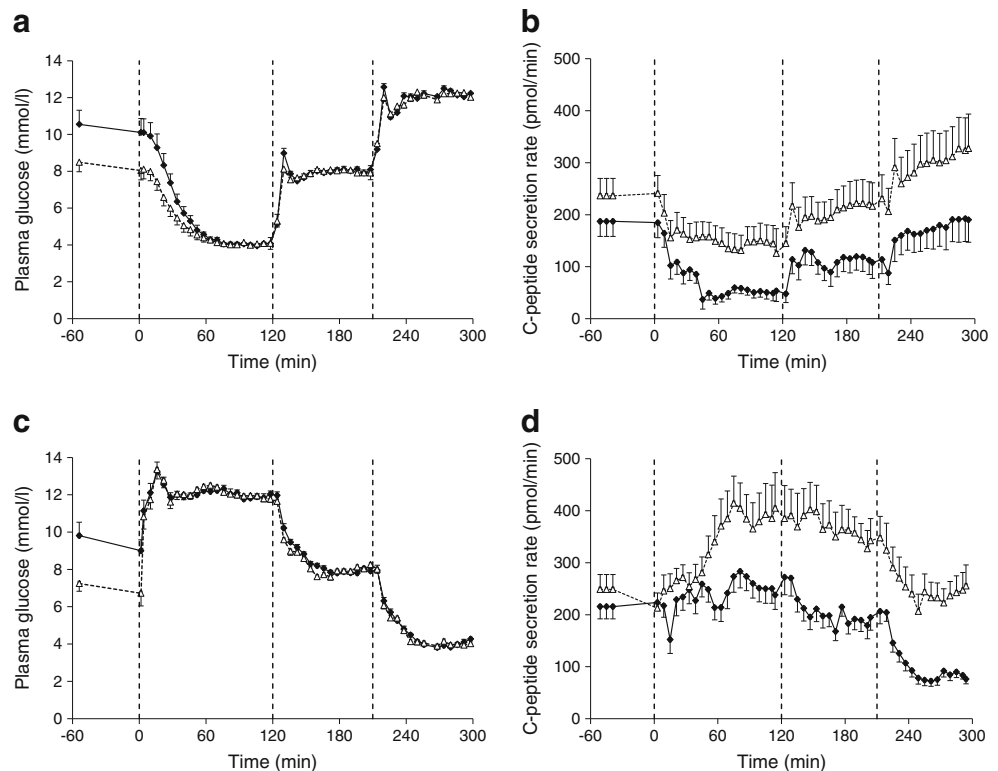 a
Plasma glucose (mmol/l)
14
12
10
8
6
4
2
0
-60 0 60 120 180 240 300
Time (min)
b
C-peptide secretion rate (pmol/min)
500
400
300
200
100
0
-60 0 60 120 180 240 300
Time (min)
c
Plasma glucose (mmol/l)
14
12
10
8
6
4
2
0
-60 0 60 120 180 240 300
Time (min)
d
C-peptide secretion rate (pmol/min)
500
400
300
200
100
0
-60 0 60 120 180 240 300
Time (min)